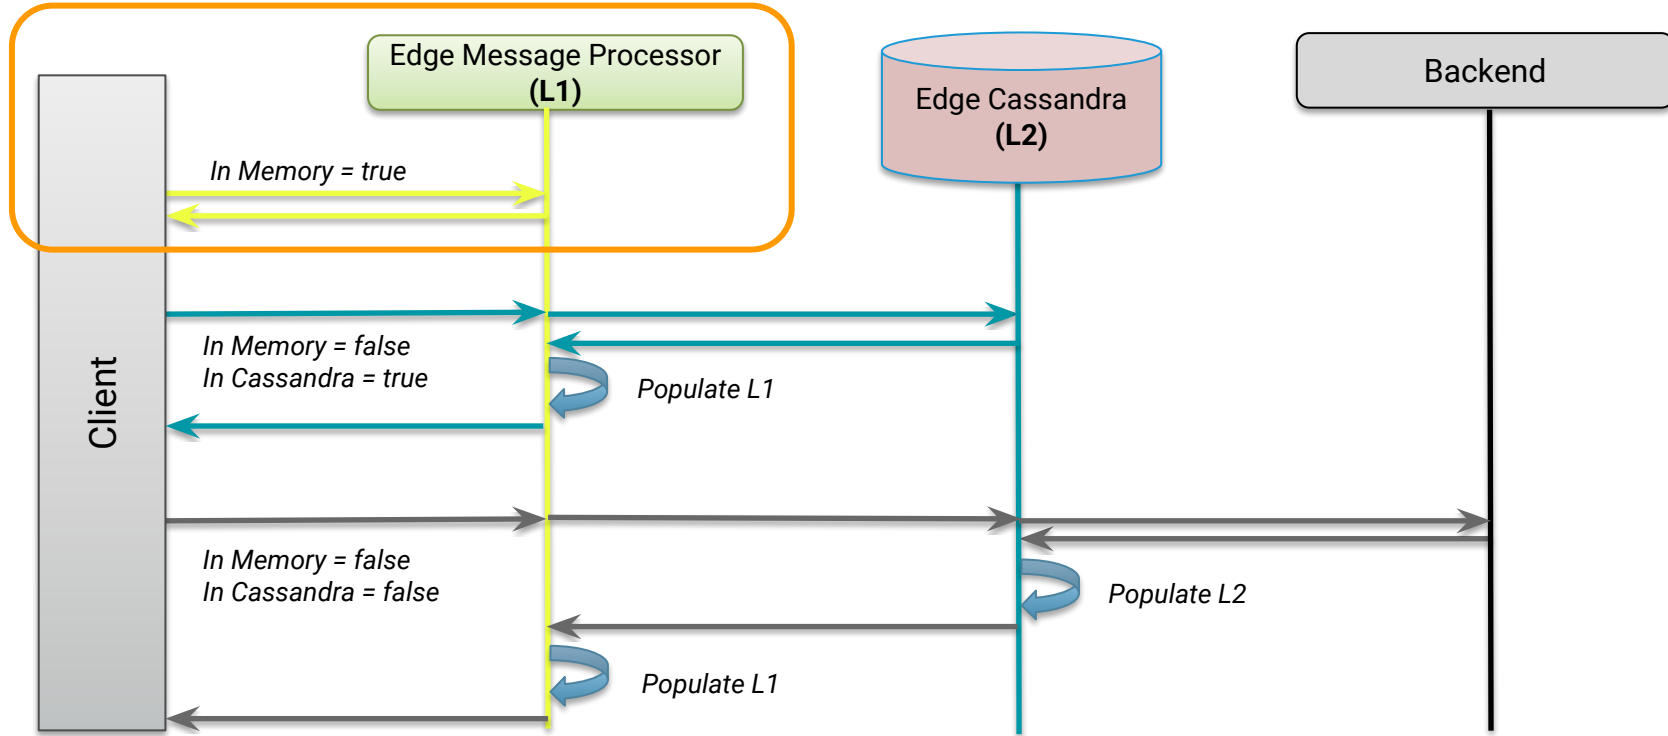 Edge Message Processor
(L1)
Edge Cassandra
(L2)
Backend
In Memory = true
Client
In Memory = false
In Cassandra = true
Populate L1
In Memory = false
In Cassandra = false
Populate L2
Populate L1